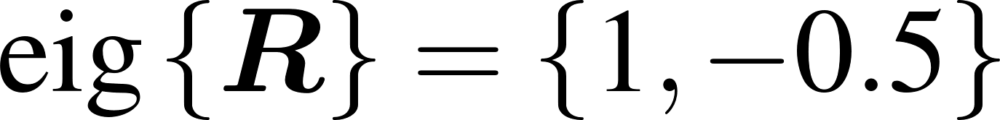 eig {𝑹} = {1, −0.5}